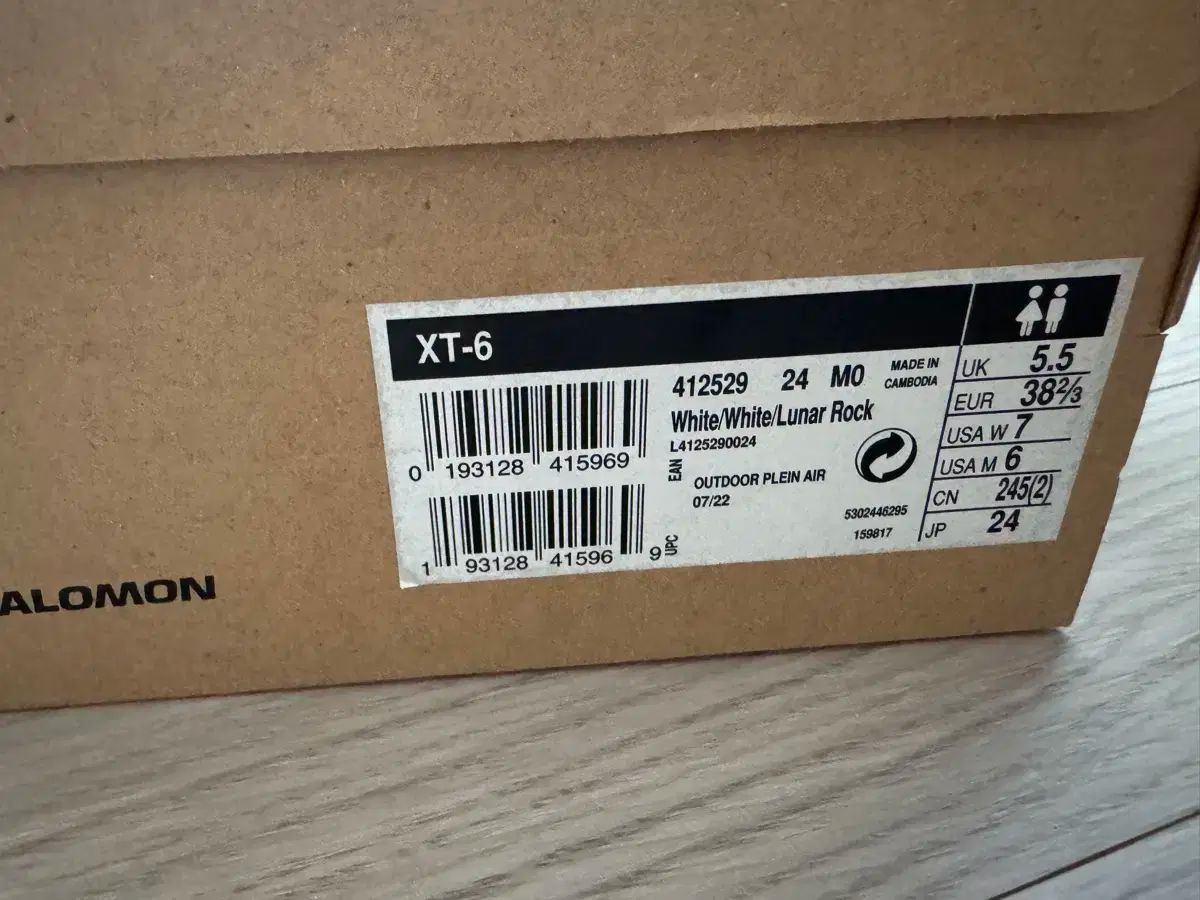 XT-6
0 193128 415969
EAN
1 93128 41596 9
UPC
412529 24 M0
MADE IN
CAMBODIA
White/White/Lunar Rock
L4125290024
OUTDOOR PLEIN AIR
07/22
5302446295
159817
UK 5.5
EUR 38⅔
USA W 7
USA M 6
CN 245(2)
JP 24
ALOMON